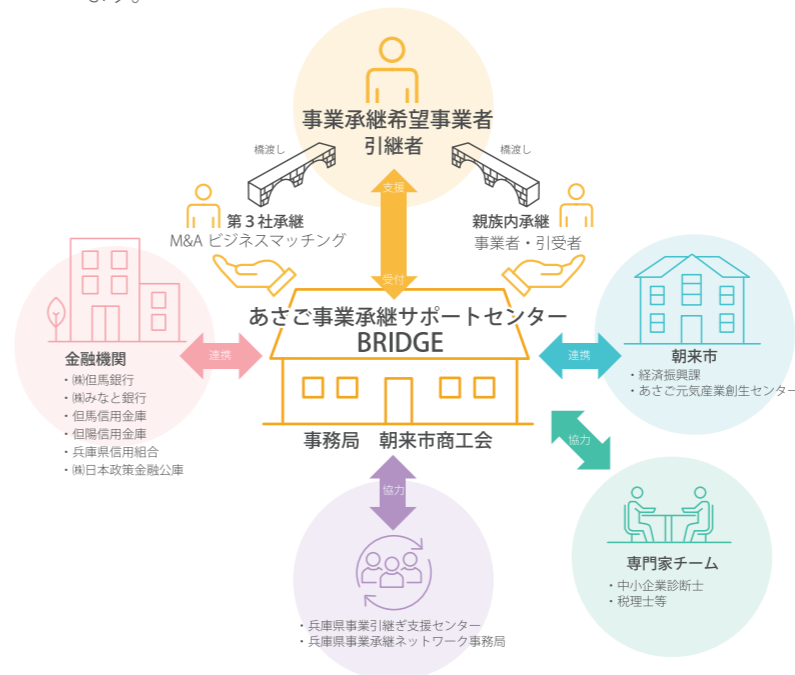 ます。
事業承継希望事業者
引継者
橋渡し
橋渡し
支援
受付
第３社承継
M&A ビジネスマッチング
親族内承継
事業者・引受者
あさご事業承継サポートセンター
BRIDGE
事務局　朝来市商工会
連携
金融機関
・㈱但馬銀行
・㈱みなと銀行
・但馬信用金庫
・但陽信用金庫
・兵庫県信用組合
・㈱日本政策金融公庫
連携
朝来市
・経済振興課
・あさご元気産業創生センター
協力
専門家チーム
・中小企業診断士
・税理士等
協力
・兵庫県事業引継ぎ支援センター
・兵庫県事業承継ネットワーク事務局